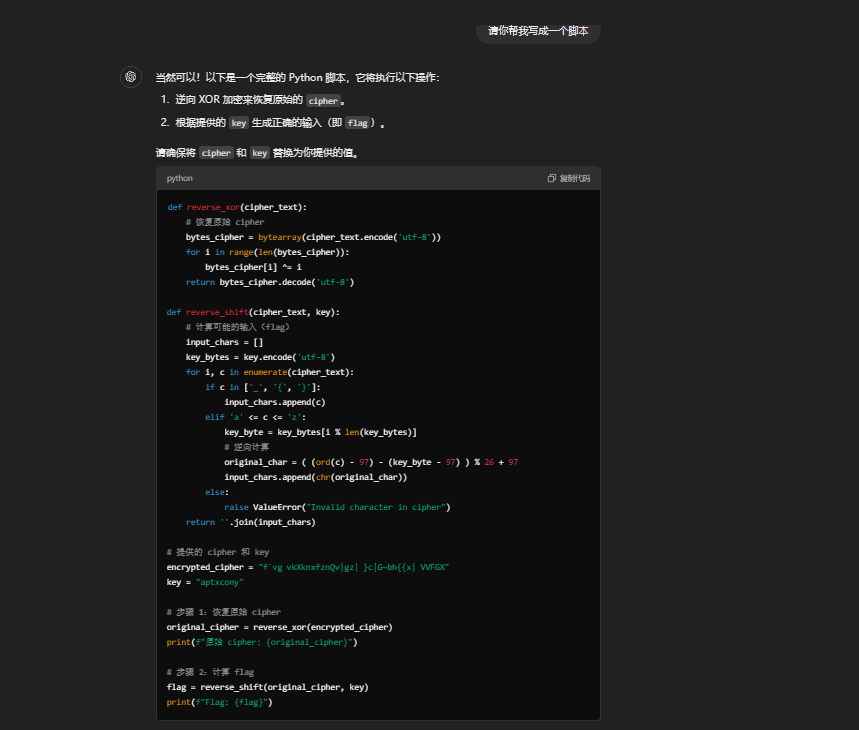 请你帮我写成一个脚本
当然可以！以下是一个完整的 Python 脚本，它将执行以下操作：
1. 逆向 XOR 加密来恢复原始的 cipher。
2. 根据提供的 key 生成正确的输入（即 flag）。
请确保将 cipher 和 key 替换为你提供的值。
python 复制代码
def reverse_xor(cipher_text):
    # 恢复原始 cipher
    bytes_cipher = bytearray(cipher_text.encode('utf-8'))
    for i in range(len(bytes_cipher)):
        bytes_cipher[i] ^= i
    return bytes_cipher.decode('utf-8')
def reverse_shift(cipher_text, key):
    # 计算可能的输入（flag）
    input_chars = []
    key_bytes = key.encode('utf-8')
    for i, c in enumerate(cipher_text):
        if c in ['_', '{', '}']:
            input_chars.append(c)
        elif 'a' <= c <= 'z':
            key_byte = key_bytes[i % len(key_bytes)]
            # 逆向计算
            original_char = ( (ord(c) - 97) - (key_byte - 97) ) % 26 + 97
            input_chars.append(chr(original_char))
        else:
            raise ValueError("Invalid character in cipher")
    return ''.join(input_chars)
# 提供的 cipher 和 key
encrypted_cipher = "f`vg vkXknxfznQv|gz| }c|G~bh{{x| VVFGX"
key = "aptxcony"
# 步骤 1: 恢复原始 cipher
original_cipher = reverse_xor(encrypted_cipher)
print(f"原始 cipher: {original_cipher}")
# 步骤 2: 计算 flag
flag = reverse_shift(original_cipher, key)
print(f"Flag: {flag}")